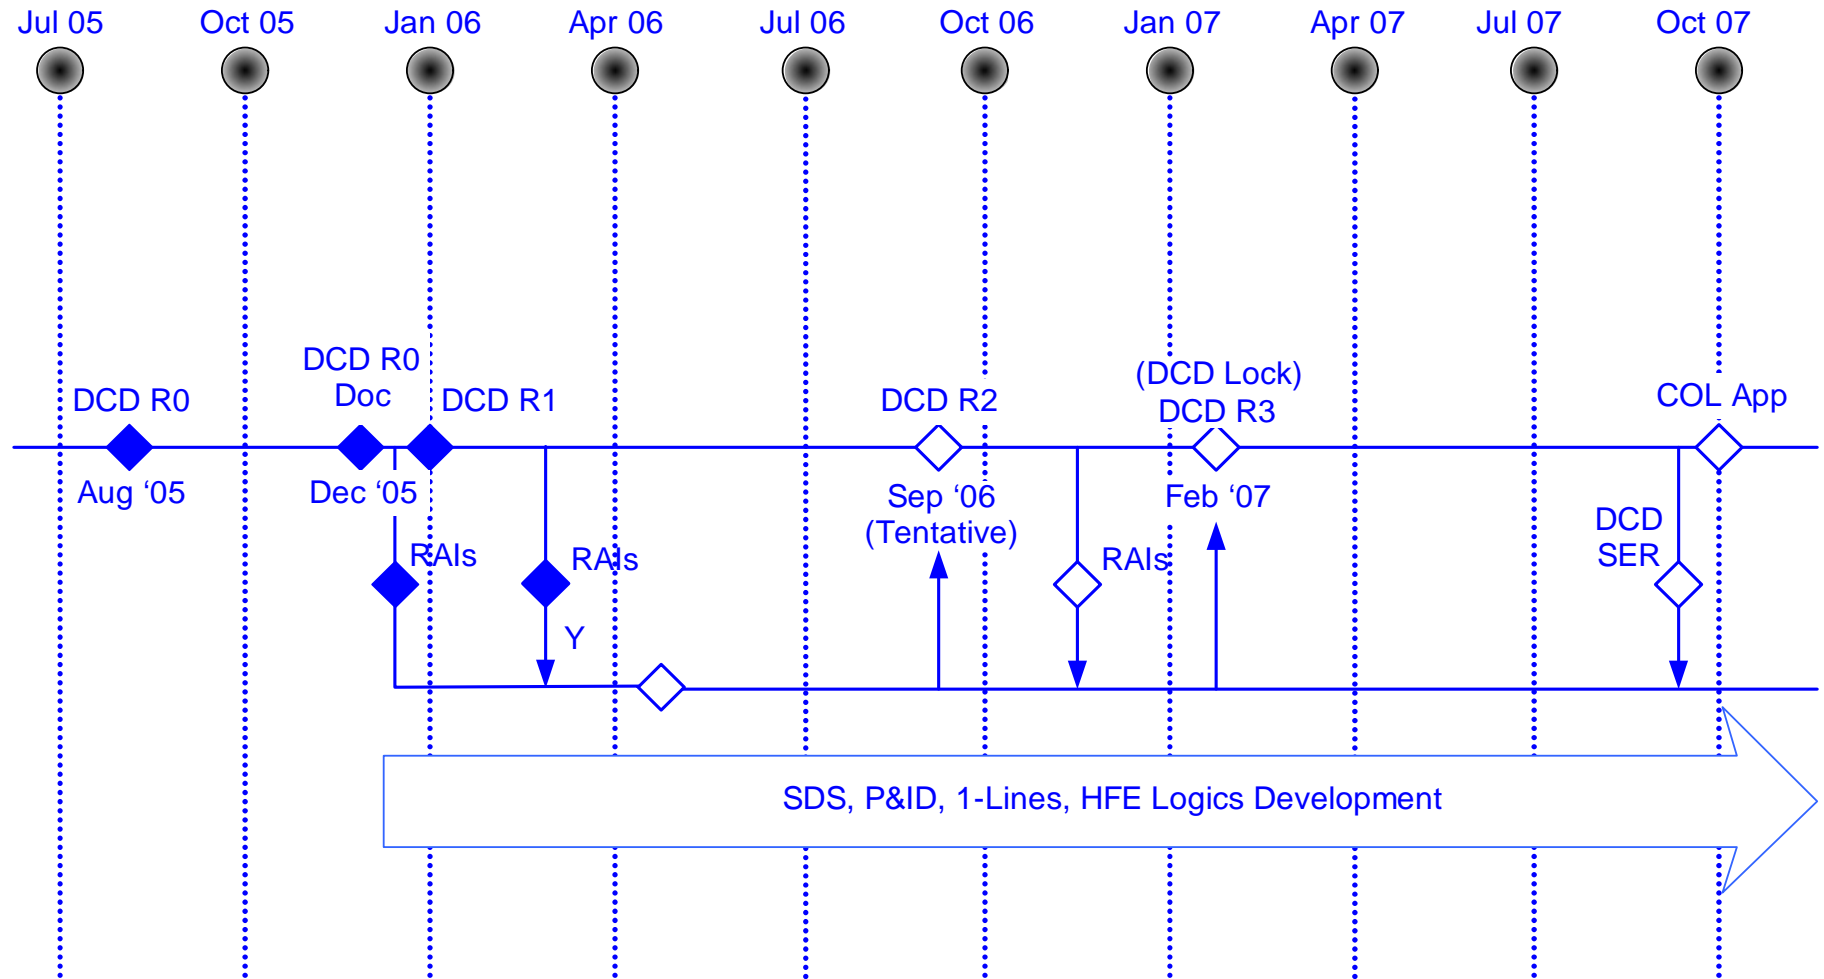 Jul 05
Oct 05
Jan 06
Apr 06
Jul 06
Oct 06
Jan 07
Apr 07
Jul 07
Oct 07
DCD R0
DCD R0
Doc
DCD R1
DCD R2
(DCD Lock)
DCD R3
COL App
Aug ‘05
Dec ‘05
Sep ‘06
(Tentative)
Feb ‘07
RAIs
RAIs
Y
RAIs
DCD
SER
SDS, P&ID, 1-Lines, HFE Logics Development